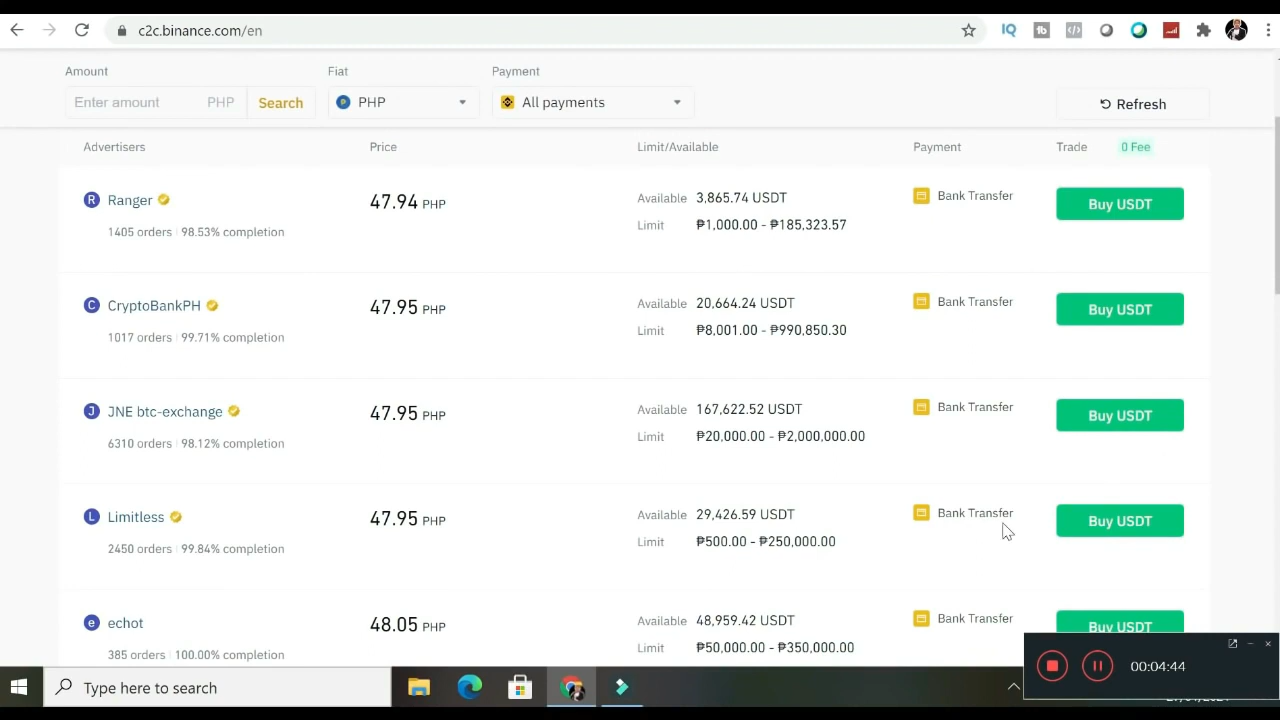 c2c.binance.com/en
Amount Fiat Payment
Enter amount PHP Search PHP All payments Refresh
Advertisers Price Limit/Available Payment Trade 0 Fee
R Ranger 47.94 PHP Available 3,865.74 USDT Bank Transfer Buy USDT
1405 orders | 98.53% completion Limit ₱1,000.00 - ₱185,323.57
C CryptoBankPH 47.95 PHP Available 20,664.24 USDT Bank Transfer Buy USDT
1017 orders | 99.71% completion Limit ₱8,001.00 - ₱990,850.30
J JNE btc-exchange 47.95 PHP Available 167,622.52 USDT Bank Transfer Buy USDT
6310 orders | 98.12% completion Limit ₱20,000.00 - ₱2,000,000.00
L Limitless 47.95 PHP Available 29,426.59 USDT Bank Transfer Buy USDT
2450 orders | 99.84% completion Limit ₱500.00 - ₱250,000.00
e echot 48.05 PHP Available 48,959.42 USDT Bank Transfer Buy USDT
385 orders | 100.00% completion Limit ₱50,000.00 - ₱350,000.00
00:04:44
Type here to search